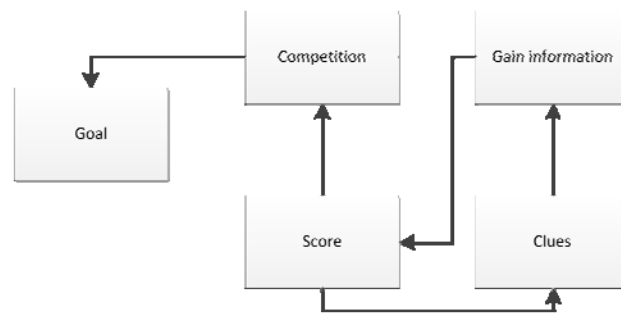 Competition
Gain information
Goal
Score
Clues